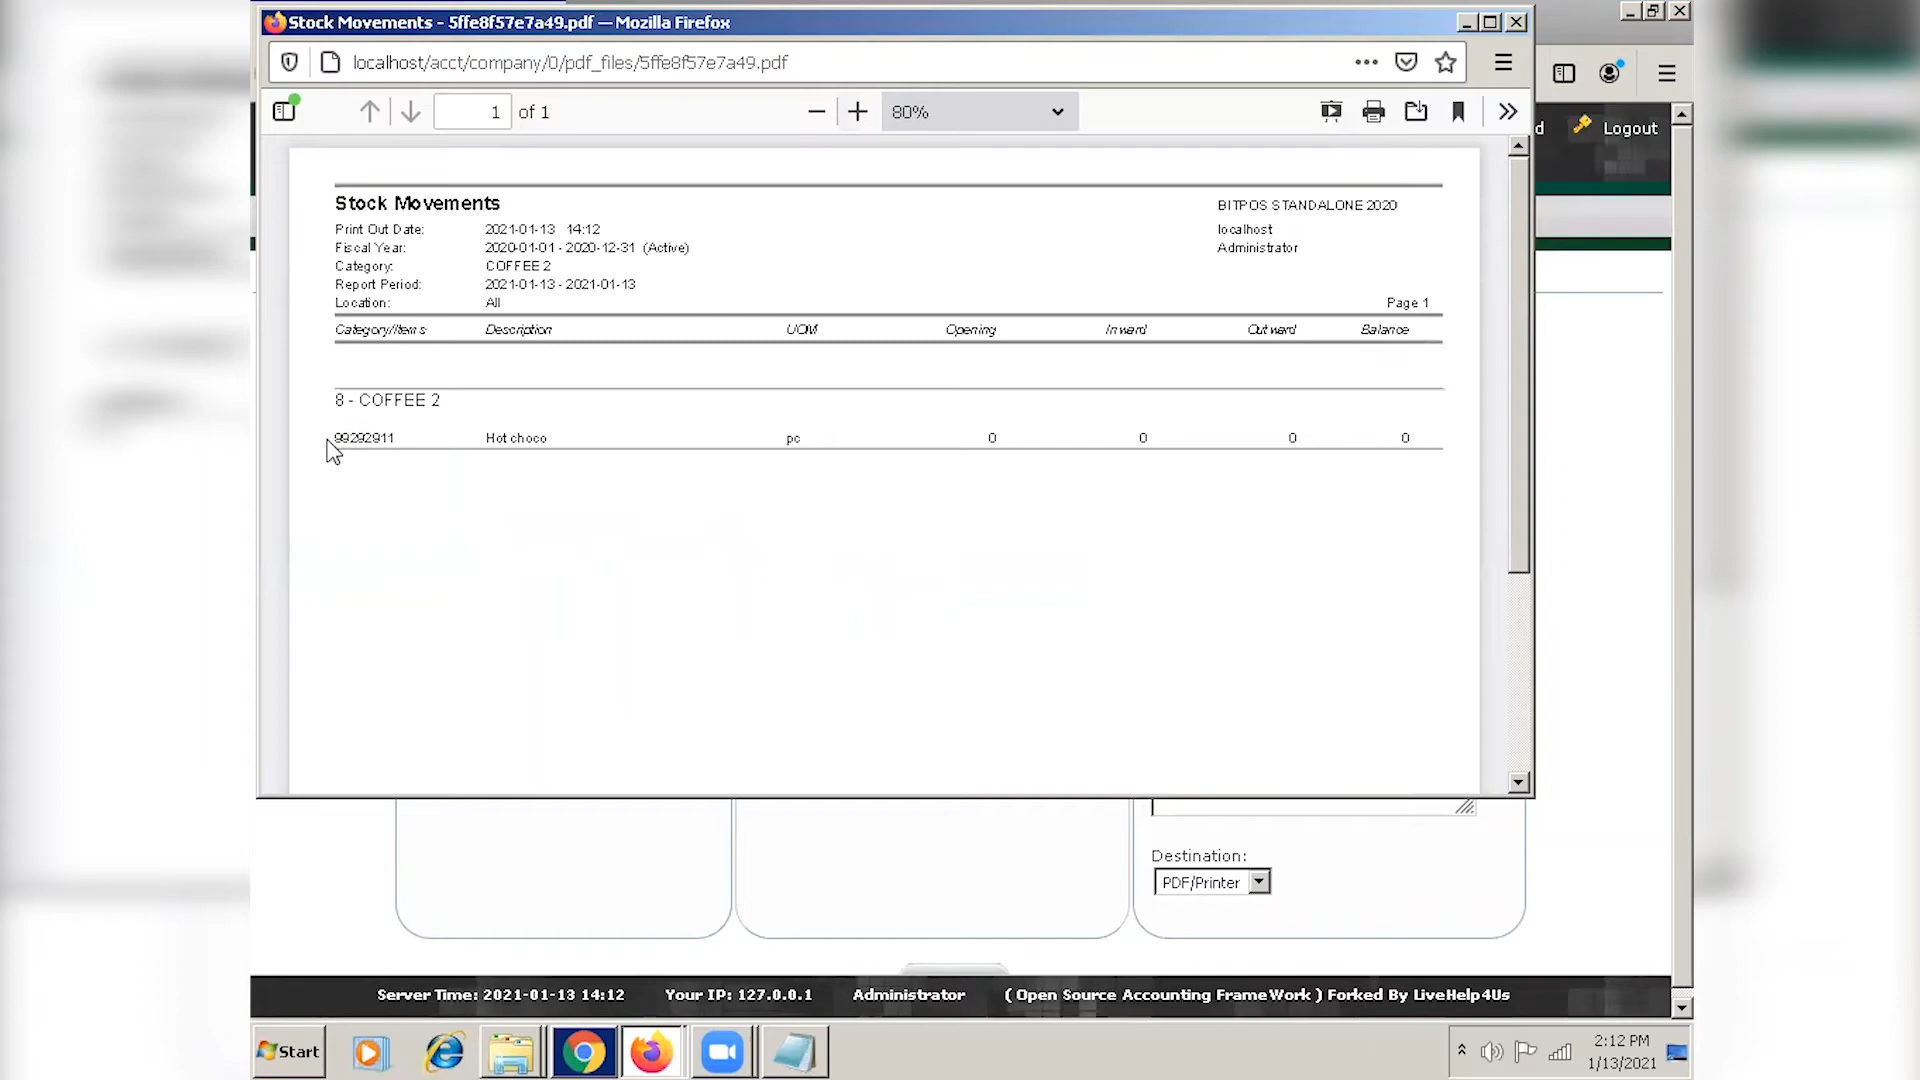 Stock Movements - 5ffe8f57e7a49.pdf — Mozilla Firefox
localhost/acct/company/0/pdf_files/5ffe8f57e7a49.pdf
1 of 1
80%
d Logout
Stock Movements BITPOS STANDALONE 2020
Print Out Date: 2021-01-13 14:12 localhost
Fiscal Year: 2020-01-01 - 2020-12-31 (Active) Administrator
Category: COFFEE 2
Report Period: 2021-01-13 - 2021-01-13
Location: All Page 1
Category/Items Description UOM Opening Inward Outward Balance
8 - COFFEE 2
99292911 Hot choco pc 0 0 0 0
Destination:
PDF/Printer
Server Time: 2021-01-13 14:12 Your IP: 127.0.0.1 Administrator ( Open Source Accounting FrameWork ) Forked By LiveHelp4Us
Start
2:12 PM
1/13/2021